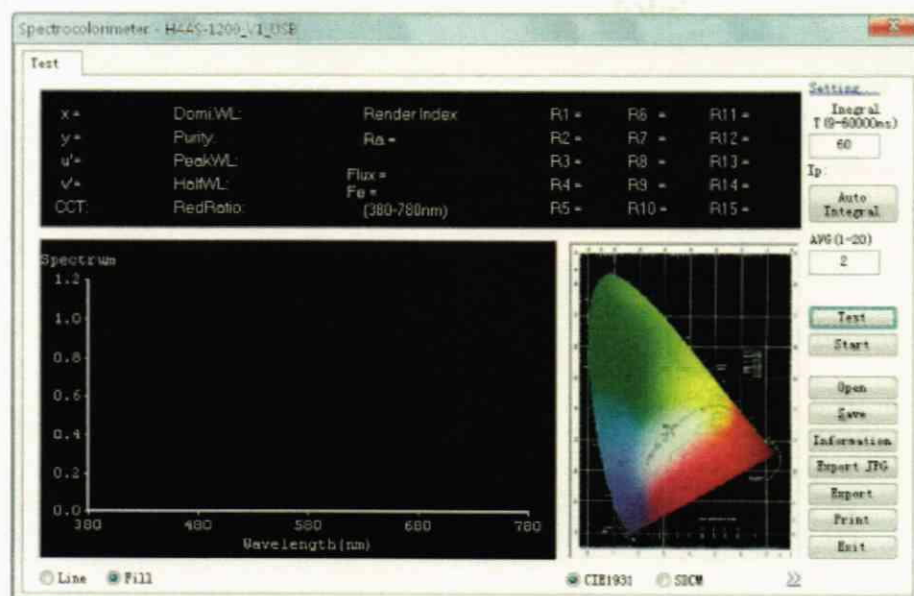 Spectrocolorimeter - HAAS-1200_V1_USB
Test
x= Domi.WL: Render Index R1= R6= R11=
y= Purity: Ra= R2= R7= R12=
u'= PeakWL: R3= R8= R13=
v'= HalfWL: Flux= R4= R9= R14=
CCT: RedRatio: Fe= (380-780nm) R5= R10= R15=
Setting...
Inegral
T(9-60000ms)
60
Ip:
Auto
Integral
AVG(1-20)
2
Text
Start
Open
Save
Information
Export JPG
Export
Print
Exit
Spectrum
1.2
1.0
0.8
0.6
0.4
0.2
0.0
380 480 580 680 780
Wavelength(nm)
Line Fill CIE1931 SDCM